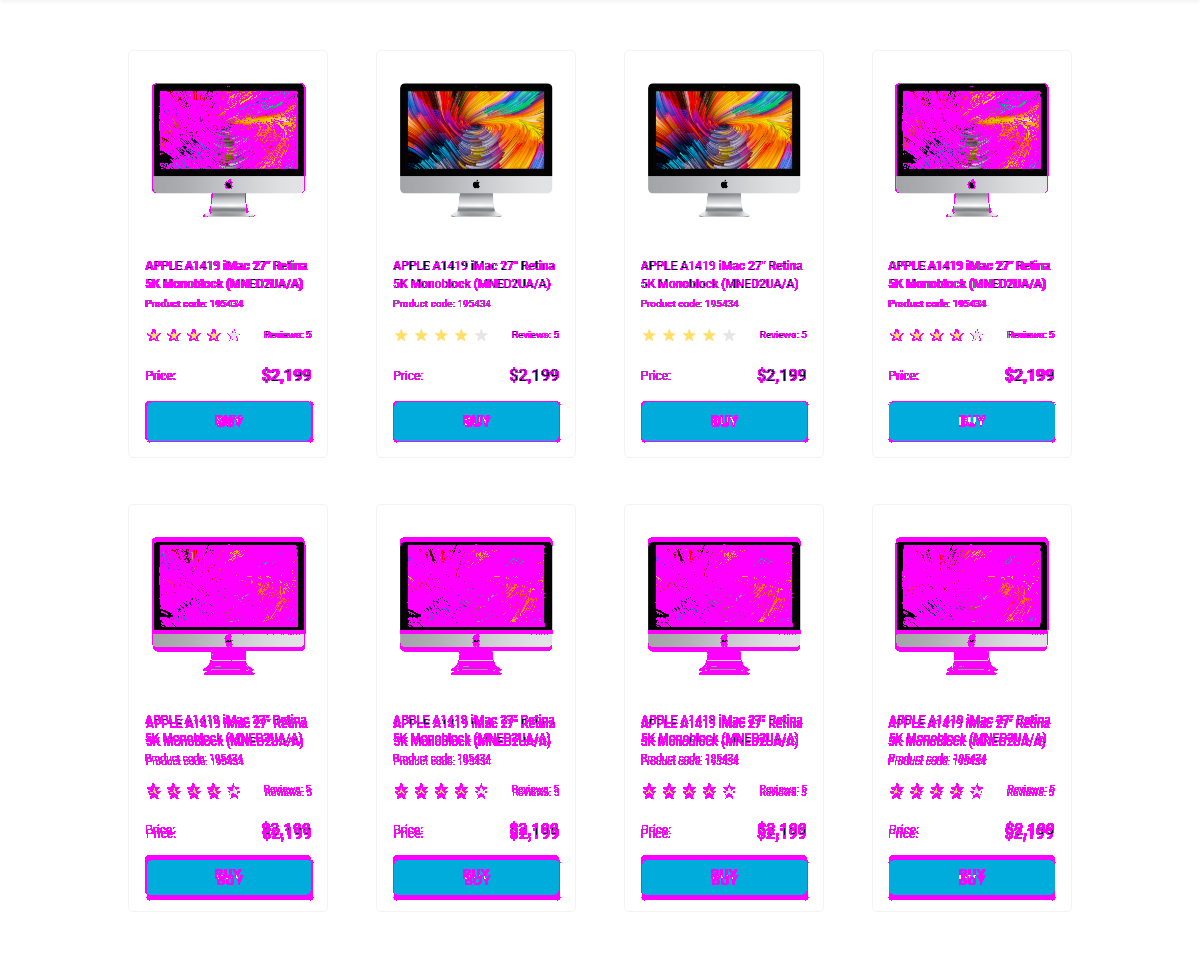 APPLE A1419 iMac 27" Retina
5K Monoblock (MNED2UA/A)
Product code: 195434
Reviews: 5
Price: $2,199
BUY
APPLE A1419 iMac 27" Retina
5K Monoblock (MNED2UA/A)
Product code: 195434
Reviews: 5
Price: $2,199
BUY
APPLE A1419 iMac 27" Retina
5K Monoblock (MNED2UA/A)
Product code: 195434
Reviews: 5
Price: $2,199
BUY
APPLE A1419 iMac 27" Retina
5K Monoblock (MNED2UA/A)
Product code: 195434
Reviews: 5
Price: $2,199
BUY
APPLE A1419 iMac 27" Retina
5K Monoblock (MNED2UA/A)
Product code: 195434
Reviews: 5
Price: $2,199
BUY
APPLE A1419 iMac 27" Retina
5K Monoblock (MNED2UA/A)
Product code: 195434
Reviews: 5
Price: $2,199
BUY
APPLE A1419 iMac 27" Retina
5K Monoblock (MNED2UA/A)
Product code: 195434
Reviews: 5
Price: $2,199
BUY
APPLE A1419 iMac 27" Retina
5K Monoblock (MNED2UA/A)
Product code: 195434
Reviews: 5
Price: $2,199
BUY